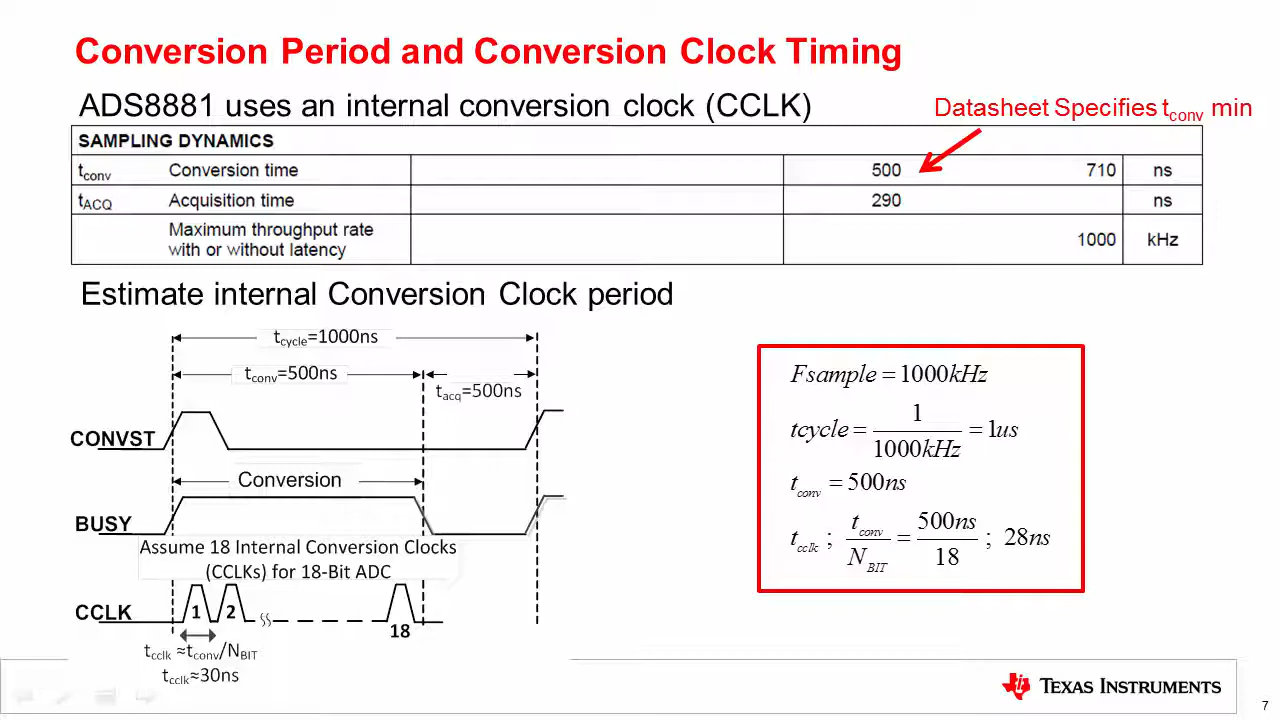 Conversion Period and Conversion Clock Timing
ADS8881 uses an internal conversion clock (CCLK)
Datasheet Specifies tconv min
SAMPLING DYNAMICS
tconv Conversion time 500 710 ns
tACQ Acquisition time 290 ns
Maximum throughput rate
with or without latency 1000 kHz
Estimate internal Conversion Clock period
tcycle=1000ns
tconv=500ns
tacq=500ns
CONVST
Conversion
BUSY
Assume 18 Internal Conversion Clocks
(CCLKs) for 18-Bit ADC
CCLK 1 2 18
tcclk ≈tconv/NBIT
tcclk≈30ns
Fsample = 1000kHz
tcycle = 1 / 1000kHz = 1us
tconv = 500ns
tcclk ; tconv / NBIT = 500ns / 18 ; 28ns
TEXAS INSTRUMENTS
7